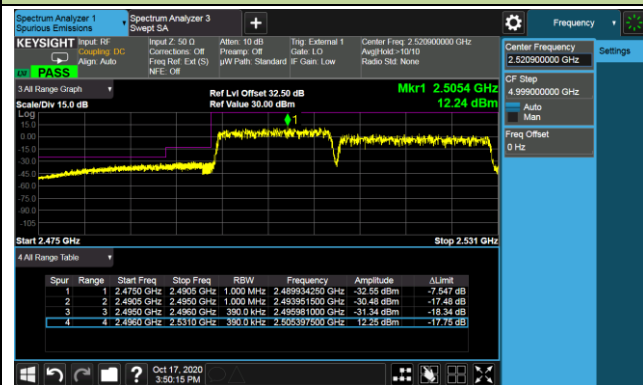 Spectrum Analyzer 1
Spurious Emissions
Spectrum Analyzer 3
Swept SA
Frequency
KEYSIGHT
Input: RF
Coupling: DC
Align: Auto
Input Z: 50 Ω
Corrections: Off
Freq Ref: Ext (S)
NFE: Off
Atten: 10 dB
Preamp: Off
µW Path: Standard
Trig: External 1
Gate: LO
IF Gain: Low
Center Freq: 2.520900000 GHz
Avg|Hold:>10/10
Radio Std: None
PASS
3 All Range Graph
Scale/Div 15.0 dB
Ref Lvl Offset 32.50 dB
Ref Value 30.00 dBm
Mkr1 2.5054 GHz
12.24 dBm
Log
15.0
0.00
-15.0
-30.0
-45.0
-60.0
-75.0
-90.0
-105
1
Start 2.475 GHz
Stop 2.531 GHz
4 All Range Table
Spur Range Start Freq Stop Freq RBW Frequency Amplitude ΔLimit
1 1 2.4750 GHz 2.4905 GHz 1.000 MHz 2.489934250 GHz -32.55 dBm -7.547 dB
2 2 2.4905 GHz 2.4950 GHz 1.000 MHz 2.493951500 GHz -30.48 dBm -17.48 dB
3 3 2.4950 GHz 2.4960 GHz 390.0 kHz 2.495981000 GHz -31.34 dBm -18.34 dB
4 4 2.4960 GHz 2.5310 GHz 390.0 kHz 2.505397500 GHz 12.25 dBm -17.75 dB
Oct 17, 2020
3:50:15 PM
Center Frequency
2.520900000 GHz
Settings
CF Step
4.999000000 GHz
Auto
Man
Freq Offset
0 Hz